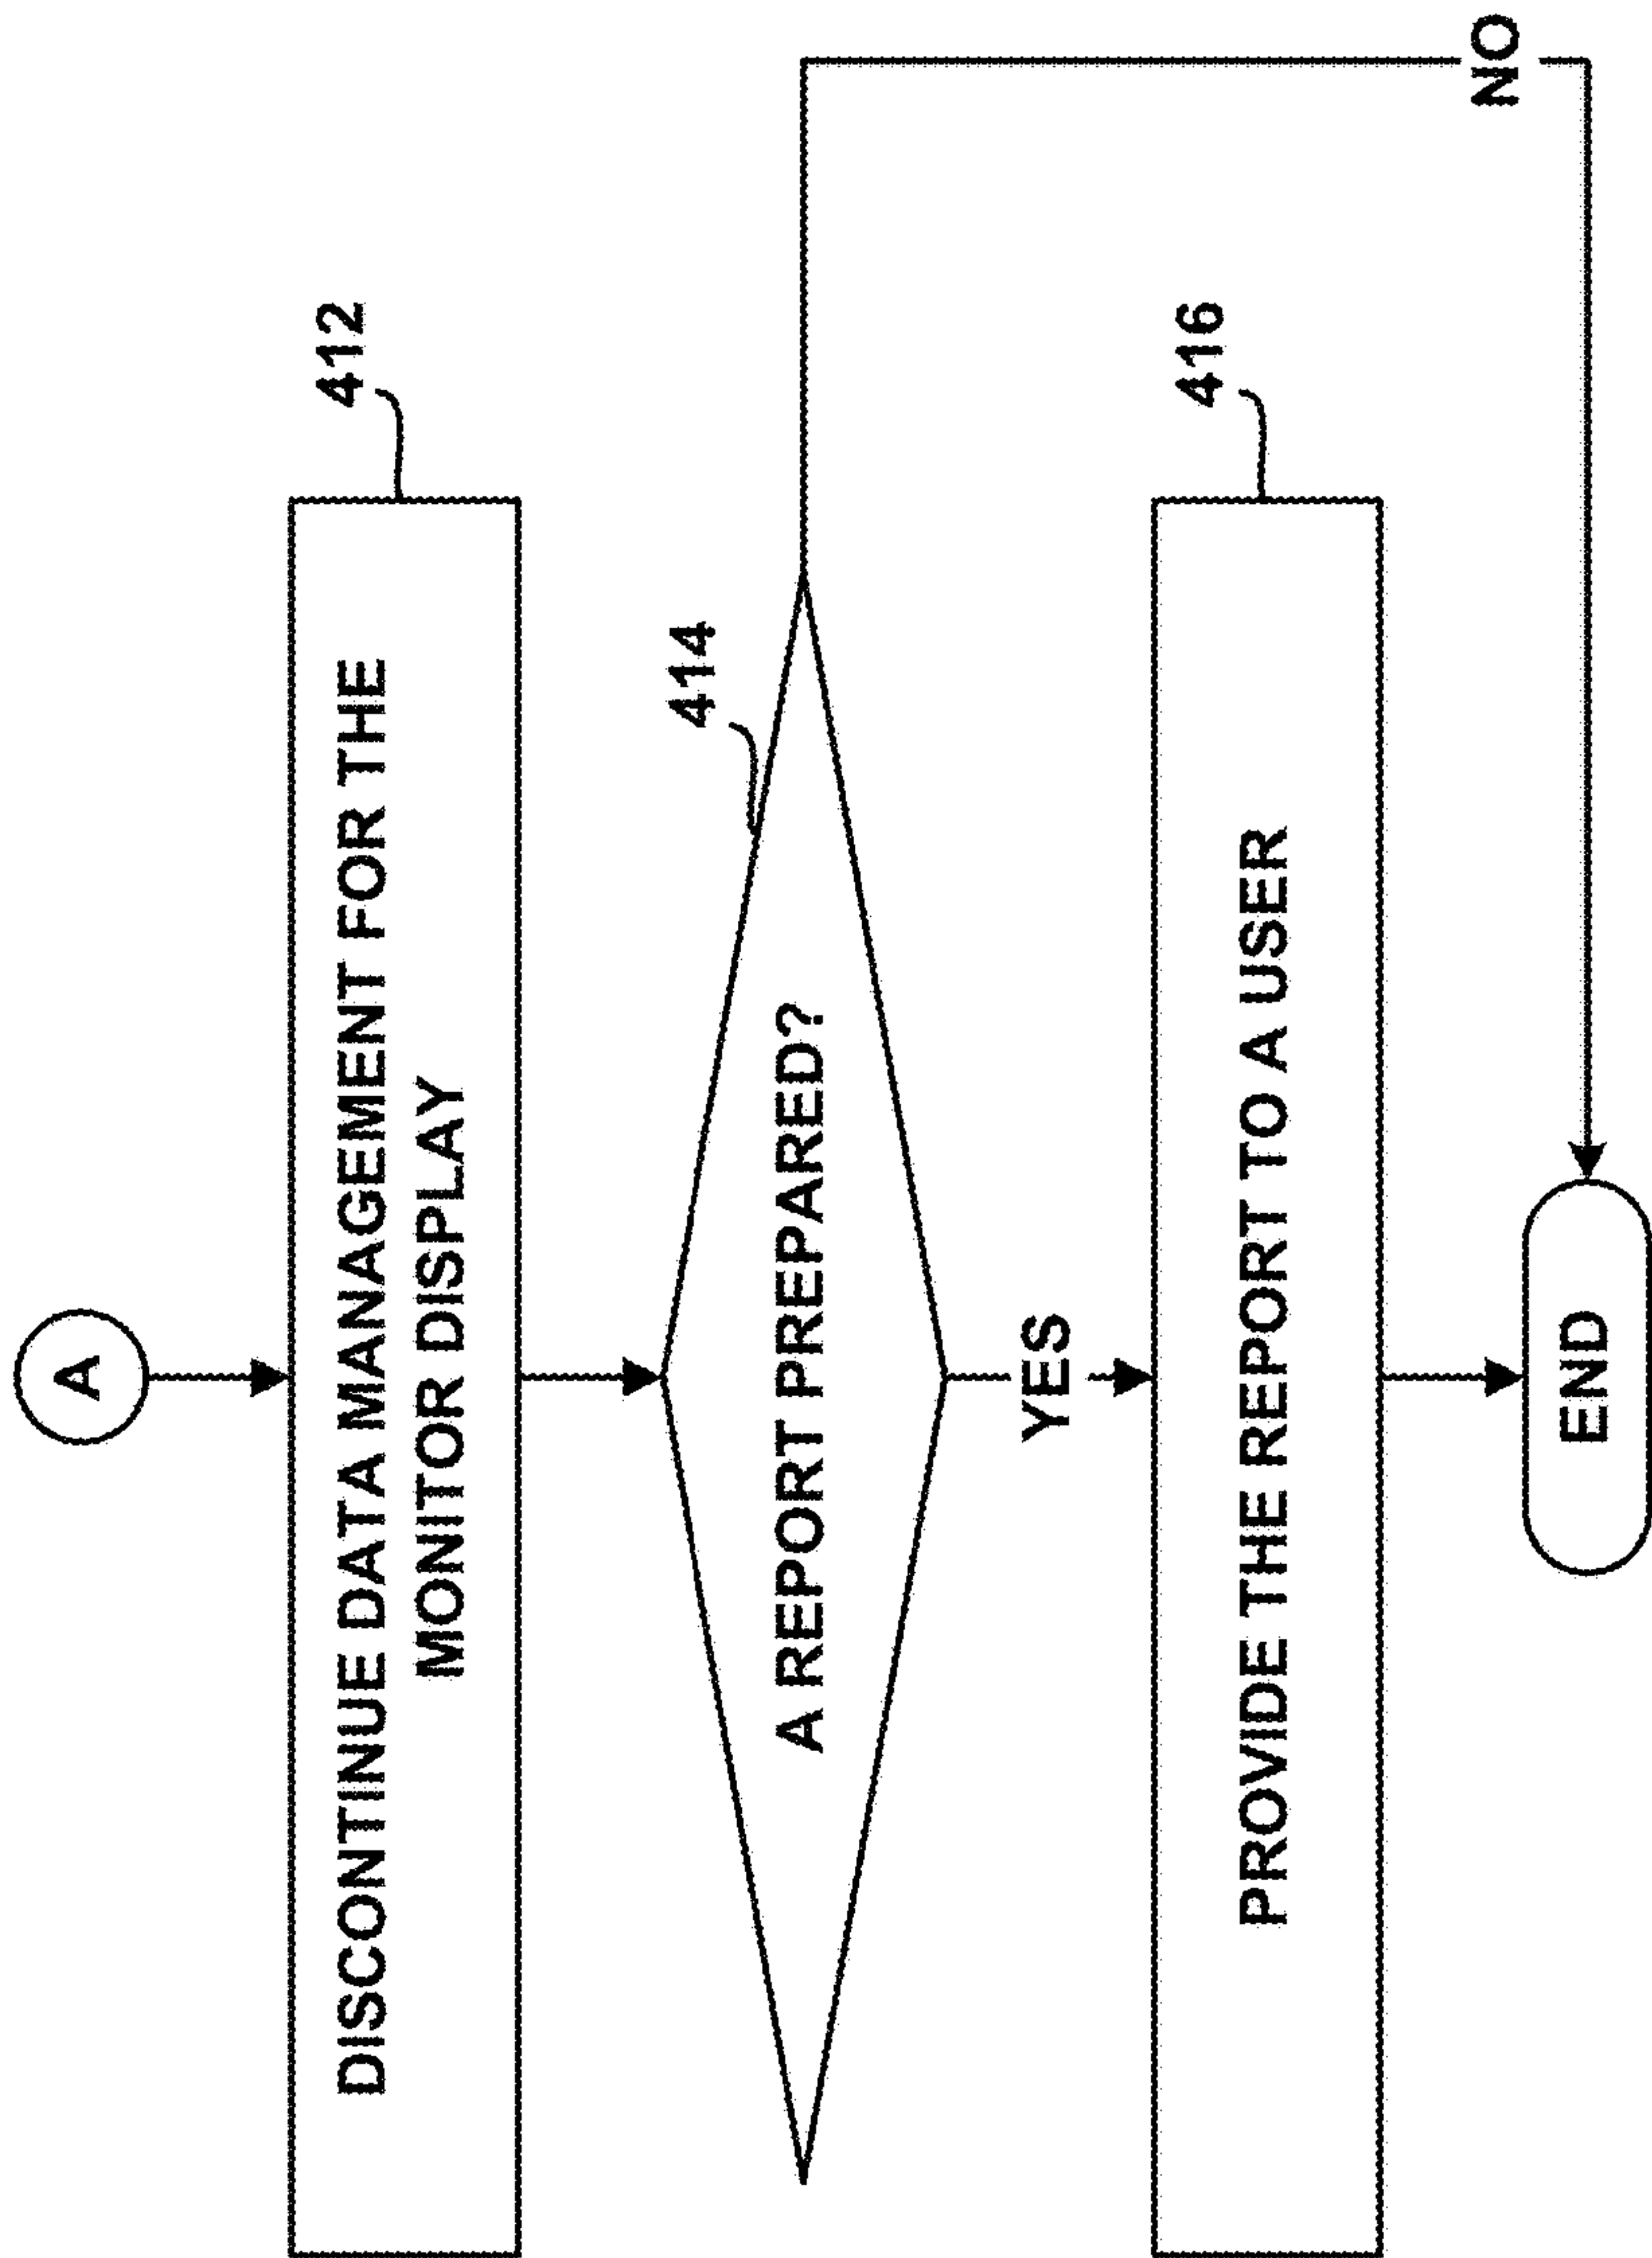 A
412
DISCONTINUE DATA MANAGEMENT FOR THE
MONITOR DISPLAY
414
A REPORT PREPARED?
YES
416
PROVIDE THE REPORT TO A USER
NO
END